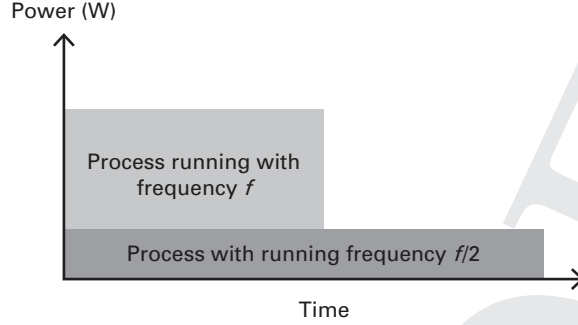 Power (W)
Process running with
frequency f
Process with running frequency f/2
Time